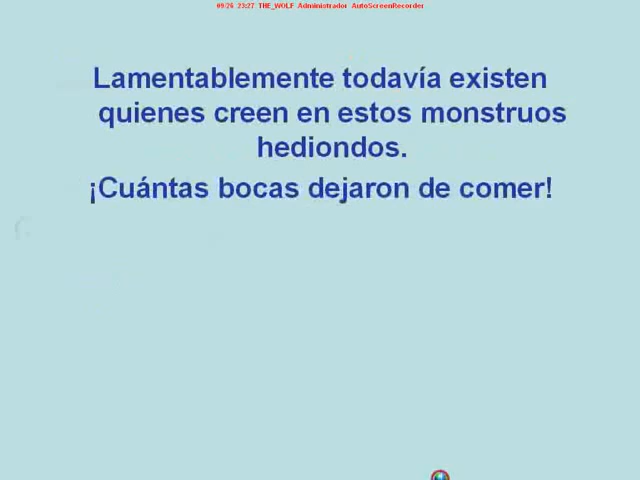 #9/26 23:27 THE_WOLF Administrador AutoScreenRecorder
Lamentablemente todavía existen
quienes creen en estos monstruos
hediondos.
¡Cuántas bocas dejaron de comer!